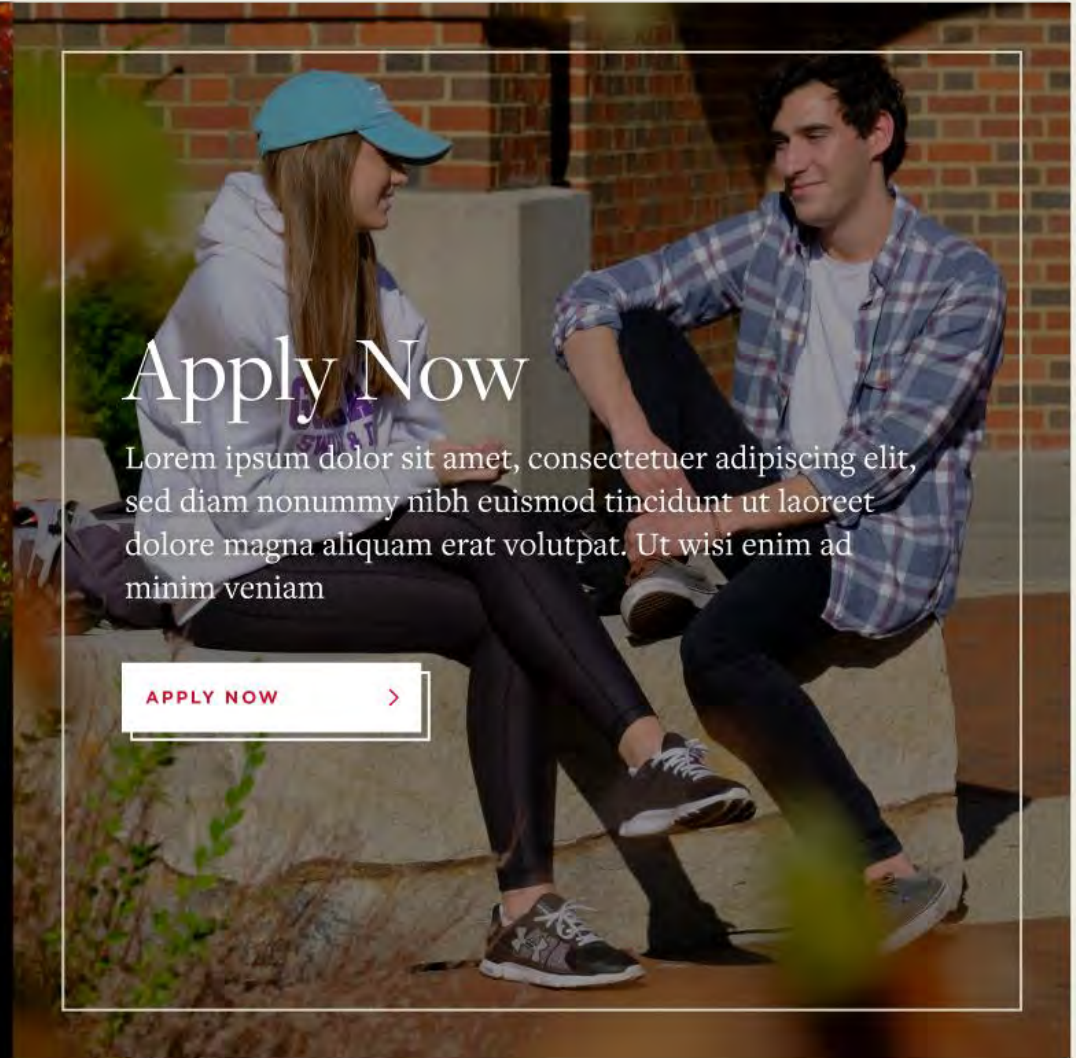 Apply Now
Lorem ipsum dolor sit amet, consectetuer adipiscing elit,
sed diam nonummy nibh euismod tincidunt ut laoreet
dolore magna aliquam erat volutpat. Ut wisi enim ad
minim veniam
APPLY NOW